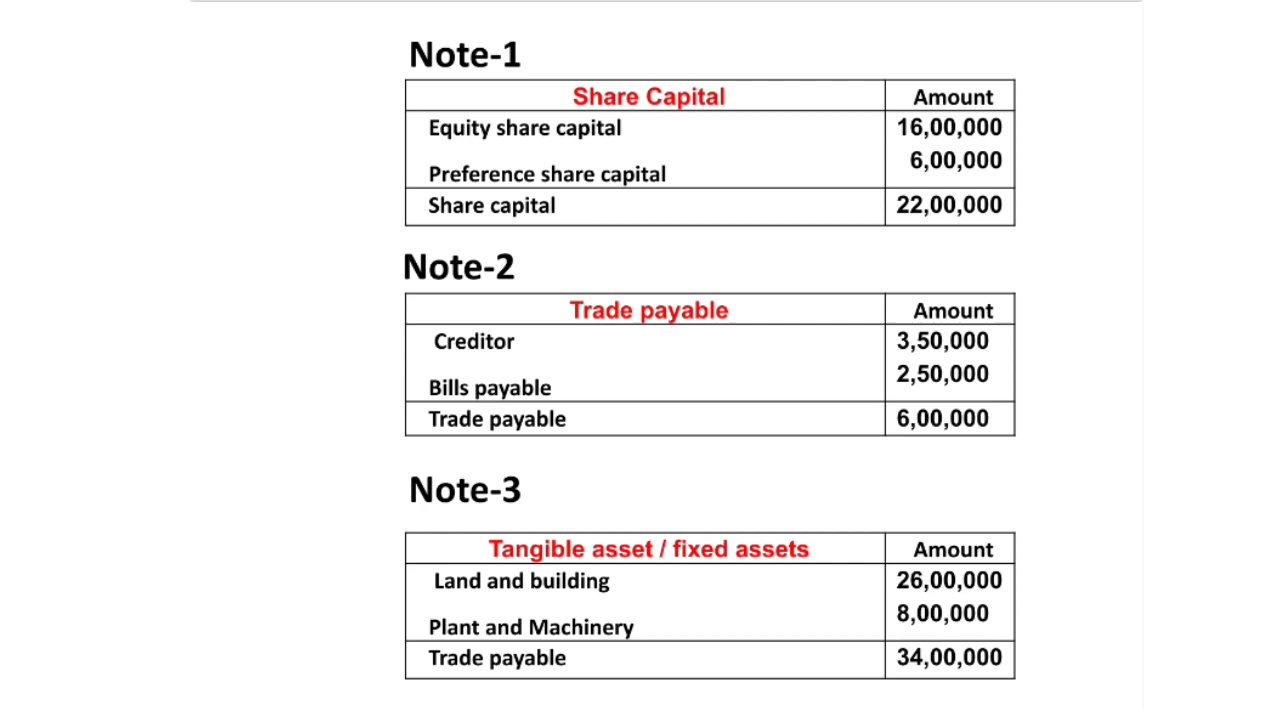 Note-1
Share Capital Amount
Equity share capital 16,00,000
Preference share capital 6,00,000
Share capital 22,00,000
Note-2
Trade payable Amount
Creditor 3,50,000
Bills payable 2,50,000
Trade payable 6,00,000
Note-3
Tangible asset / fixed assets Amount
Land and building 26,00,000
Plant and Machinery 8,00,000
Trade payable 34,00,000